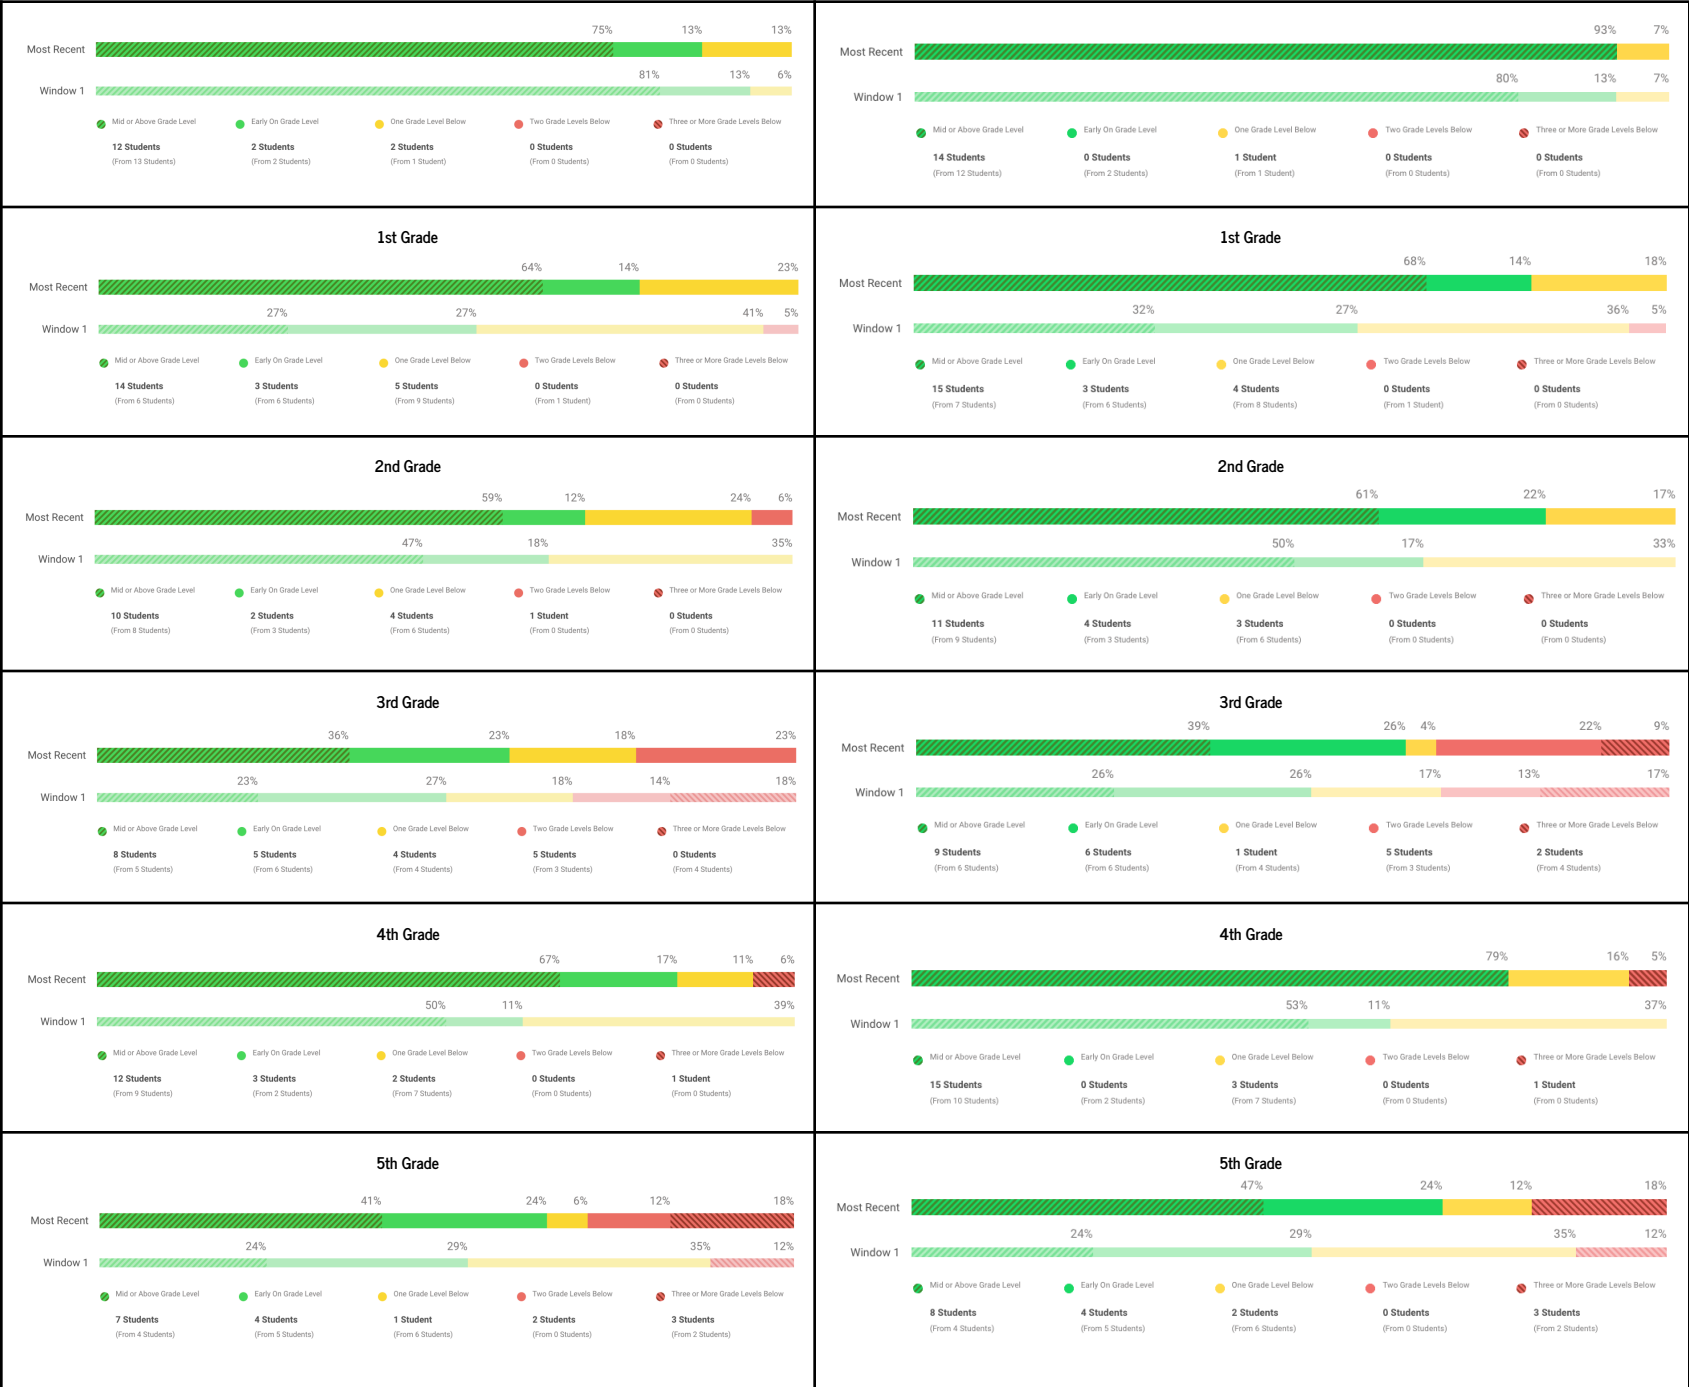 75% 13% 13%
Most Recent
81% 13% 6%
Window 1
Mid or Above Grade Level Early On Grade Level One Grade Level Below Two Grade Levels Below Three or More Grade Levels Below
12 Students 2 Students 2 Students 0 Students 0 Students
(From 13 Students) (From 2 Students) (From 1 Student) (From 0 Students) (From 0 Students)
93% 7%
Most Recent
80% 13% 7%
Window 1
Mid or Above Grade Level Early On Grade Level One Grade Level Below Two Grade Levels Below Three or More Grade Levels Below
14 Students 0 Students 1 Student 0 Students 0 Students
(From 12 Students) (From 2 Students) (From 1 Student) (From 0 Students) (From 0 Students)
1st Grade
64% 14% 23%
Most Recent
27% 27% 41% 5%
Window 1
Mid or Above Grade Level Early On Grade Level One Grade Level Below Two Grade Levels Below Three or More Grade Levels Below
14 Students 3 Students 5 Students 0 Students 0 Students
(From 6 Students) (From 6 Students) (From 9 Students) (From 1 Student) (From 0 Students)
1st Grade
68% 14% 18%
Most Recent
32% 27% 36% 5%
Window 1
Mid or Above Grade Level Early On Grade Level One Grade Level Below Two Grade Levels Below Three or More Grade Levels Below
15 Students 3 Students 4 Students 0 Students 0 Students
(From 7 Students) (From 6 Students) (From 8 Students) (From 1 Student) (From 0 Students)
2nd Grade
59% 12% 24% 6%
Most Recent
47% 18% 35%
Window 1
Mid or Above Grade Level Early On Grade Level One Grade Level Below Two Grade Levels Below Three or More Grade Levels Below
10 Students 2 Students 4 Students 1 Student 0 Students
(From 8 Students) (From 3 Students) (From 6 Students) (From 0 Students) (From 0 Students)
2nd Grade
61% 22% 17%
Most Recent
50% 17% 33%
Window 1
Mid or Above Grade Level Early On Grade Level One Grade Level Below Two Grade Levels Below Three or More Grade Levels Below
11 Students 4 Students 3 Students 0 Students 0 Students
(From 9 Students) (From 3 Students) (From 6 Students) (From 0 Students) (From 0 Students)
3rd Grade
36% 23% 18% 23%
Most Recent
23% 27% 18% 14% 18%
Window 1
Mid or Above Grade Level Early On Grade Level One Grade Level Below Two Grade Levels Below Three or More Grade Levels Below
8 Students 5 Students 4 Students 5 Students 0 Students
(From 5 Students) (From 6 Students) (From 4 Students) (From 3 Students) (From 4 Students)
3rd Grade
39% 26% 4% 22% 9%
Most Recent
26% 26% 17% 13% 17%
Window 1
Mid or Above Grade Level Early On Grade Level One Grade Level Below Two Grade Levels Below Three or More Grade Levels Below
9 Students 6 Students 1 Student 5 Students 2 Students
(From 6 Students) (From 6 Students) (From 4 Students) (From 3 Students) (From 4 Students)
4th Grade
67% 17% 11% 6%
Most Recent
50% 11% 39%
Window 1
Mid or Above Grade Level Early On Grade Level One Grade Level Below Two Grade Levels Below Three or More Grade Levels Below
12 Students 3 Students 2 Students 0 Students 1 Student
(From 9 Students) (From 2 Students) (From 7 Students) (From 0 Students) (From 0 Students)
4th Grade
79% 16% 5%
Most Recent
53% 11% 37%
Window 1
Mid or Above Grade Level Early On Grade Level One Grade Level Below Two Grade Levels Below Three or More Grade Levels Below
15 Students 0 Students 3 Students 0 Students 1 Student
(From 10 Students) (From 2 Students) (From 7 Students) (From 0 Students) (From 0 Students)
5th Grade
41% 24% 6% 12% 18%
Most Recent
24% 29% 35% 12%
Window 1
Mid or Above Grade Level Early On Grade Level One Grade Level Below Two Grade Levels Below Three or More Grade Levels Below
7 Students 4 Students 1 Student 2 Students 3 Students
(From 4 Students) (From 5 Students) (From 6 Students) (From 0 Students) (From 2 Students)
5th Grade
47% 24% 12% 18%
Most Recent
24% 29% 35% 12%
Window 1
Mid or Above Grade Level Early On Grade Level One Grade Level Below Two Grade Levels Below Three or More Grade Levels Below
8 Students 4 Students 2 Students 0 Students 3 Students
(From 4 Students) (From 5 Students) (From 6 Students) (From 0 Students) (From 2 Students)